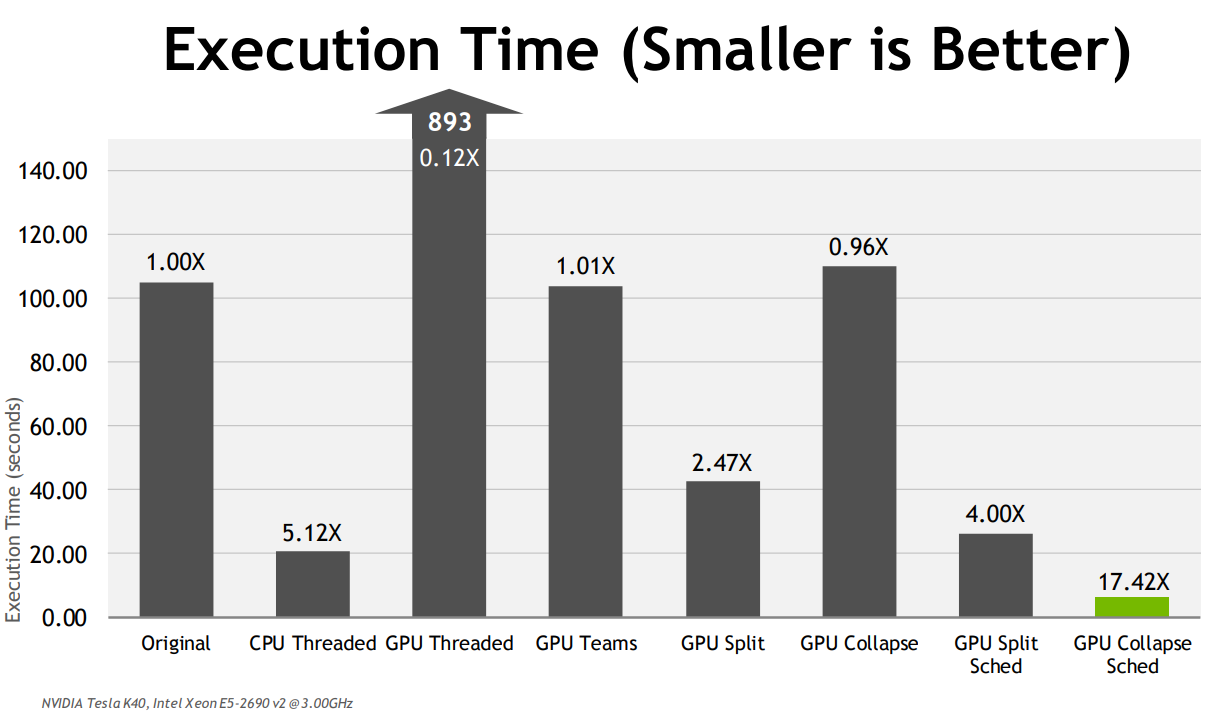 Execution Time (Smaller is Better)
893
0.12X
140.00
120.00
100.00
80.00
60.00
40.00
20.00
0.00
Execution Time (seconds)
1.00X
5.12X
1.01X
2.47X
0.96X
4.00X
17.42X
Original
CPU Threaded
GPU Threaded
GPU Teams
GPU Split
GPU Collapse
GPU Split
Sched
GPU Collapse
Sched
NVIDIA Tesla K40, Intel Xeon E5-2690 v2 @ 3.00GHz